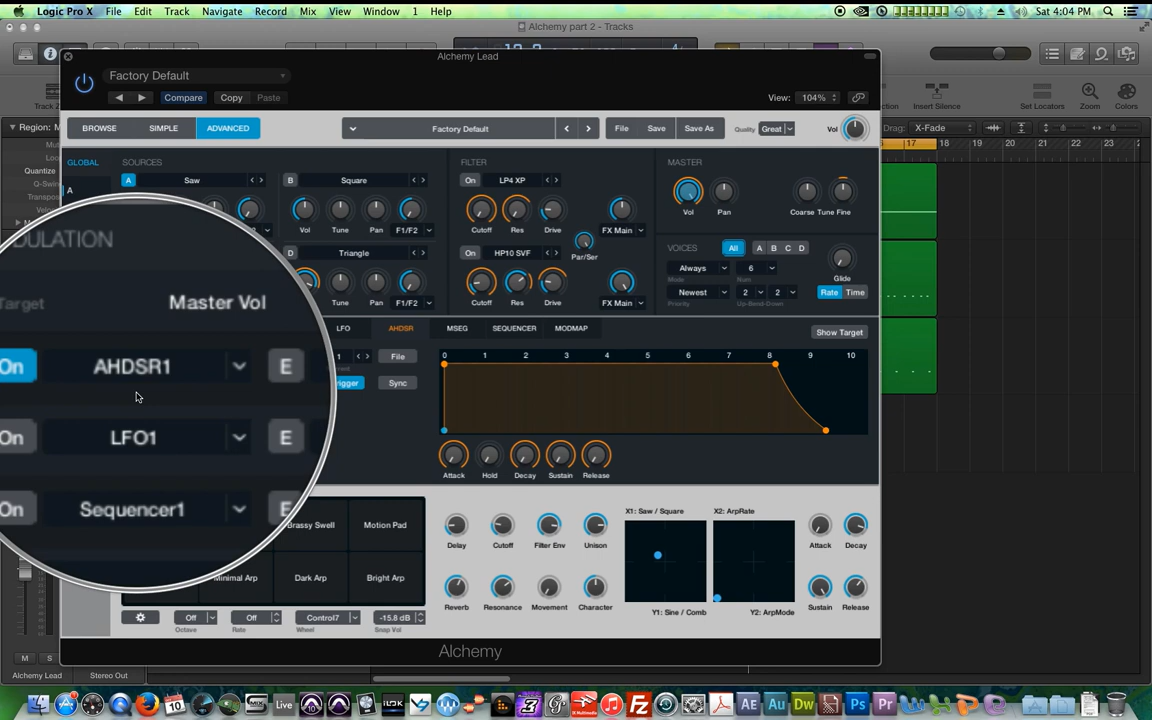 Logic Pro X File Edit Track Navigate Record Mix View Window 1 Help
Sat 4:04 PM
Alchemy part 2 - Tracks
Alchemy Lead
Factory Default
Compare Copy Paste
View: 104%
Insert Silence Set Locators Zoom Colors
Drag: X-Fade
17 18 19 20 21 22 23
Region:
Quantize
BROWSE SIMPLE ADVANCED
Factory Default
File Save Save As
Quality Great Vol
GLOBAL SOURCES FILTER MASTER
A
A Saw B Square On LP4 XP
Vol Tune Pan F1/F2
Cutoff Res Drive FX Main
Vol Pan Coarse Tune Fine
D Triangle On HP10 SVF
Par/Ser
Tune Pan F1/F2
Cutoff Res Drive FX Main
VOICES All A B C D
Always 6
Priority Num
Newest 2 2
Up-Bend-Down
Glide
Rate Time
DULATION
Target Master Vol
On AHDSR1 E
On LFO1 E
On Sequencer1 E
LFO AHDSR MSEG SEQUENCER MODMAP
Show Target
1 File
Sync
0 1 2 3 4 5 6 7 8 9 10
Attack Hold Decay Sustain Release
Brassy Swell Motion Pad
Minimal Arp Dark Arp Bright Arp
Off Off Control7 -15.8 dB
Octave Rate Wheel Snap Vol
Delay Cutoff Filter Env Unison
Reverb Resonance Movement Character
X1: Saw / Square X2: ArpRate
Y1: Sine / Comb Y2: ArpMode
Attack Decay
Sustain Release
Alchemy
M S
Alchemy Lead Stereo Out